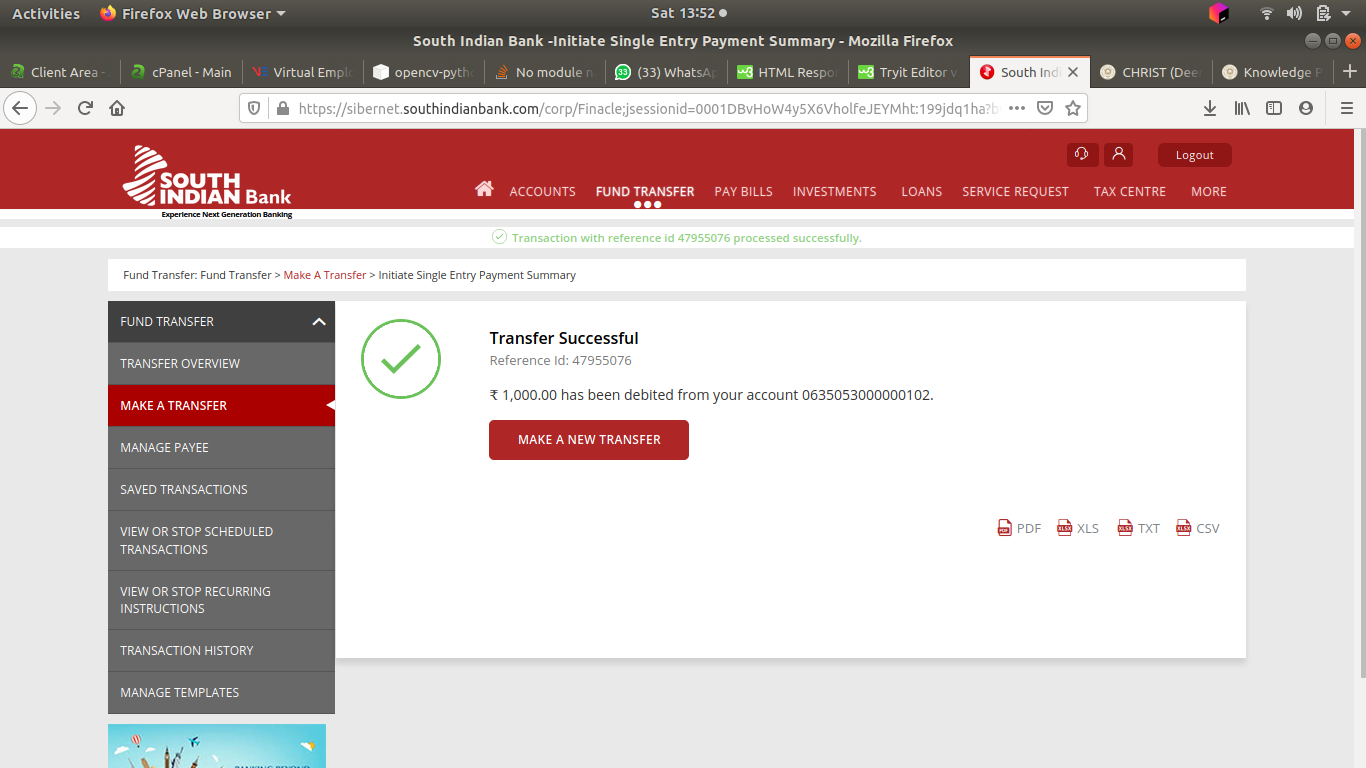 Activities Firefox Web Browser Sat 13:52
South Indian Bank -Initiate Single Entry Payment Summary - Mozilla Firefox
Client Area - cPanel - Main Virtual Emplo opencv-pytho No module n (33) WhatsAp HTML Respon Tryit Editor v South Indi CHRIST (Deem Knowledge P
https://sibernet.southindianbank.com/corp/Finacle;jsessionid=0001DBvHoW4y5X6VholfeJEYMht:199jdq1ha?b
Logout
SOUTH
INDIAN Bank
Experience Next Generation Banking
ACCOUNTS FUND TRANSFER PAY BILLS INVESTMENTS LOANS SERVICE REQUEST TAX CENTRE MORE
Transaction with reference id 47955076 processed successfully.
Fund Transfer: Fund Transfer > Make A Transfer > Initiate Single Entry Payment Summary
FUND TRANSFER
TRANSFER OVERVIEW
MAKE A TRANSFER
MANAGE PAYEE
SAVED TRANSACTIONS
VIEW OR STOP SCHEDULED
TRANSACTIONS
VIEW OR STOP RECURRING
INSTRUCTIONS
TRANSACTION HISTORY
MANAGE TEMPLATES
Transfer Successful
Reference Id: 47955076
₹ 1,000.00 has been debited from your account 0635053000000102.
MAKE A NEW TRANSFER
PDF XLS TXT CSV